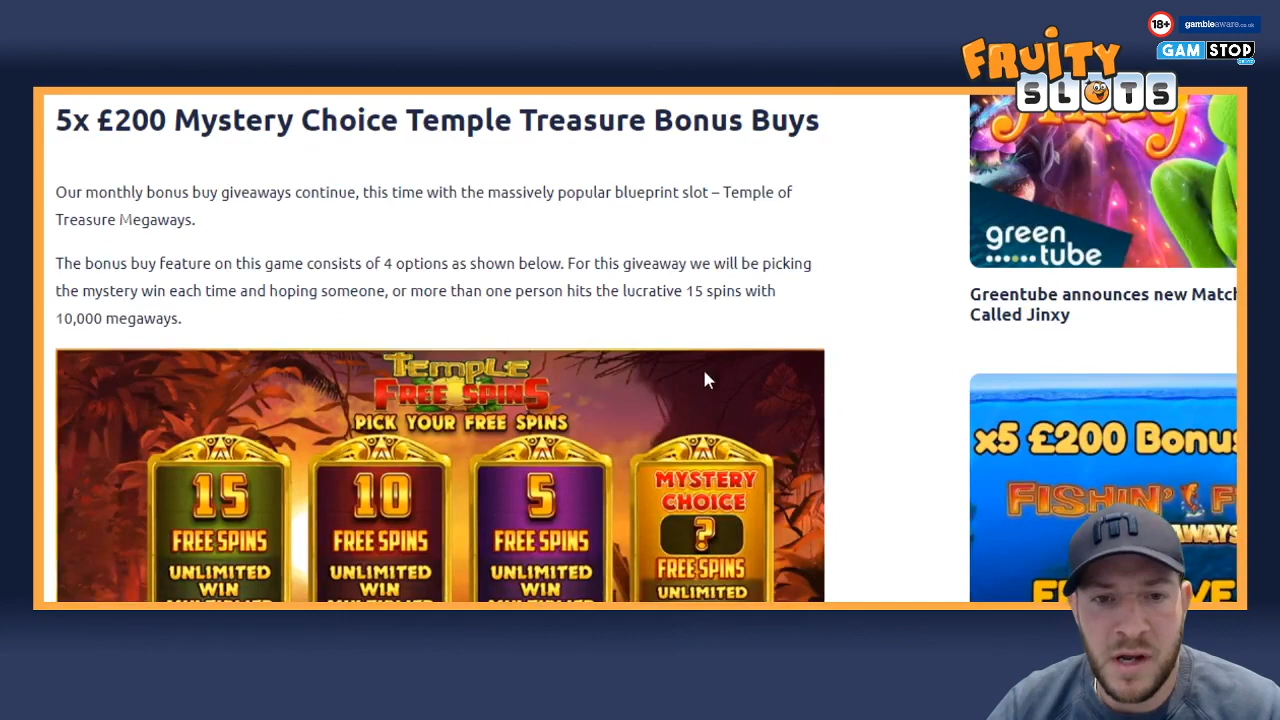 18+
gambleaware.co.uk
GAMSTOP
FRUITY
SLOTS
5x £200 Mystery Choice Temple Treasure Bonus Buys
Our monthly bonus buy giveaways continue, this time with the massively popular blueprint slot – Temple of
Treasure Megaways.
The bonus buy feature on this game consists of 4 options as shown below. For this giveaway we will be picking
the mystery win each time and hoping someone, or more than one person hits the lucrative 15 spins with
10,000 megaways.
TEMPLE
FREE SPINS
PICK YOUR FREE SPINS
15
FREE SPINS
UNLIMITED
WIN
10
FREE SPINS
UNLIMITED
WIN
5
FREE SPINS
UNLIMITED
WIN
MYSTERY
CHOICE
?
FREE SPINS
UNLIMITED
green
tube
Greentube announces new Match
Called Jinxy
x5 £200 Bonus
FISHIN' F